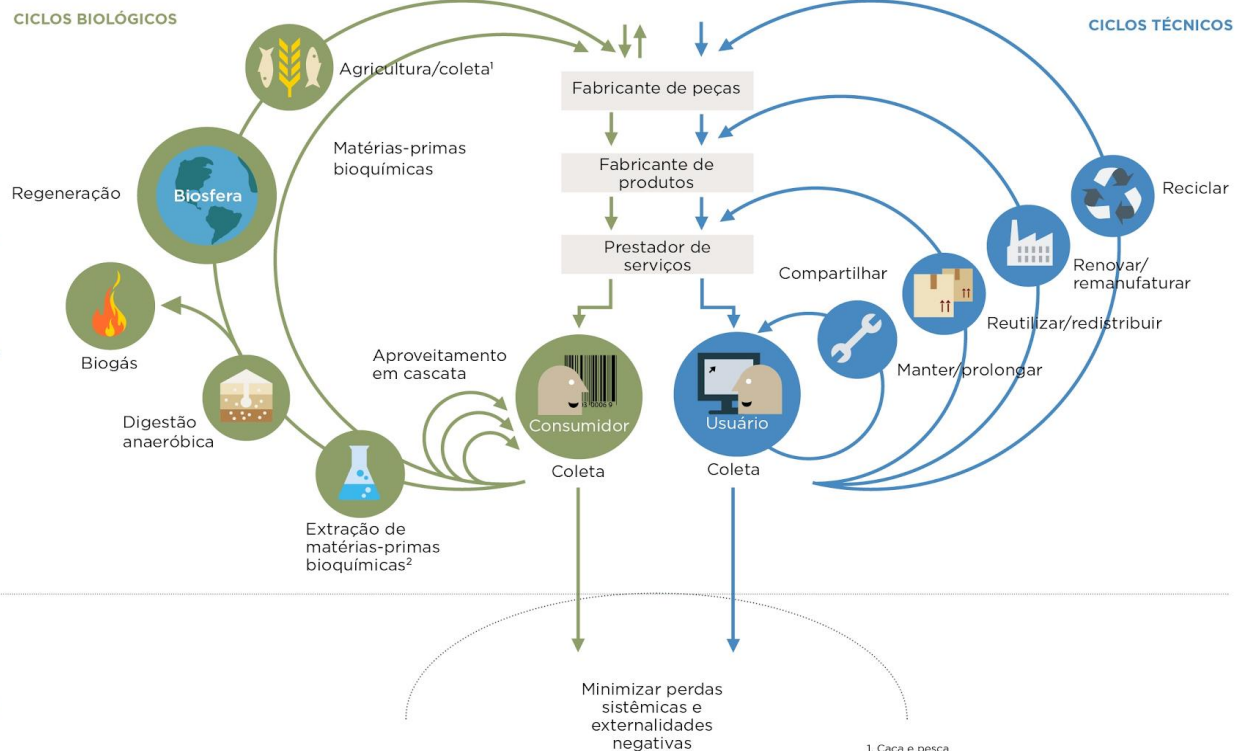 CICLOS BIOLÓGICOS
CICLOS TÉCNICOS
Agricultura/coleta¹
Matérias-primas
bioquímicas
Regeneração
Biosfera
Biogás
Digestão
anaeróbica
Extração de
matérias-primas
bioquímicas²
Aproveitamento
em cascata
Fabricante de peças
Fabricante de
produtos
Prestador de
serviços
Consumidor
Coleta
Usuário
Coleta
Compartilhar
Manter/prolongar
Reutilizar/redistribuir
Renovar/
remanufaturar
Reciclar
Minimizar perdas
sistêmicas e
externalidades
negativas
1. Caça e pesca